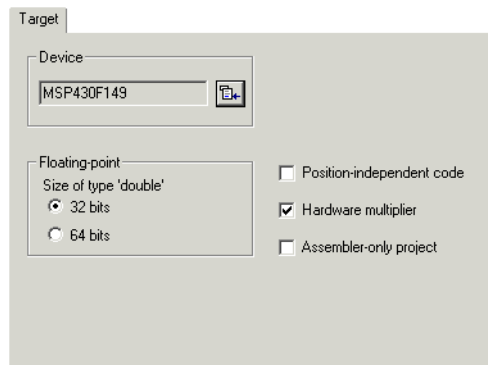 Target
Device
MSP430F149
Floating-point
Size of type 'double'
32 bits
64 bits
Position-independent code
Hardware multiplier
Assembler-only project